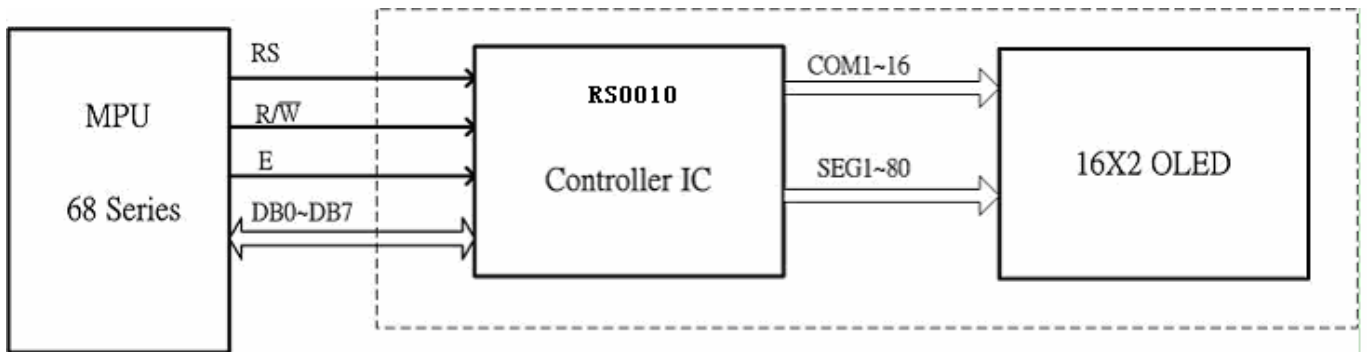 MPU
68 Series
RS
R/W̅
E
DB0~DB7
RS0010
Controller IC
COM1~16
SEG1~80
16X2 OLED